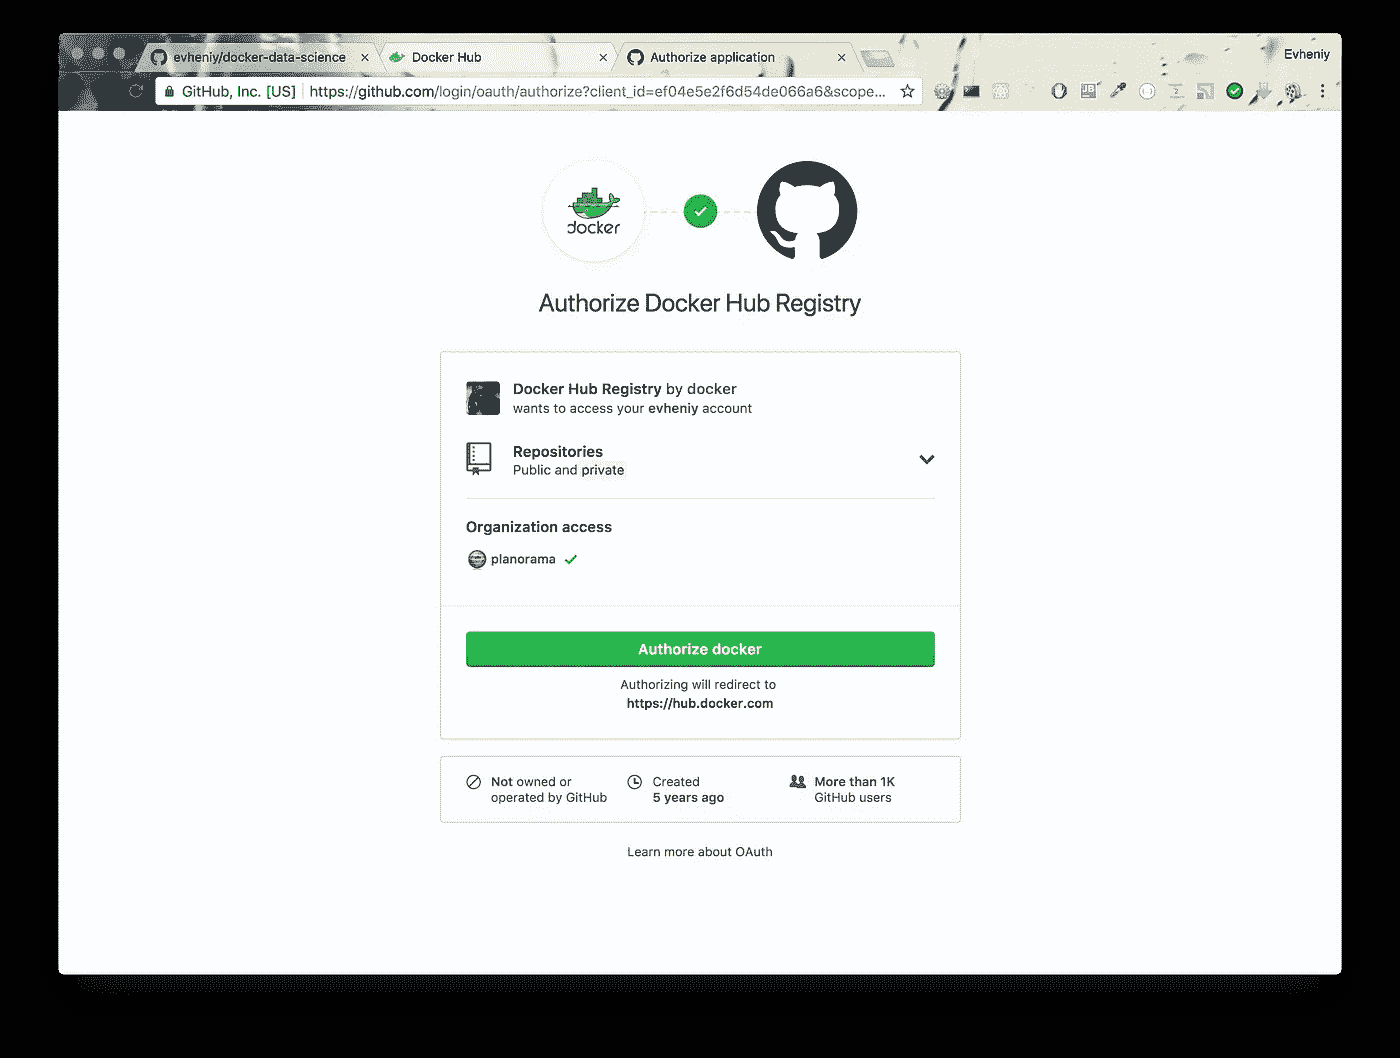 evheniy/docker-data-science
Docker Hub
Authorize application
Evheniy
GitHub, Inc. [US] https://github.com/login/oauth/authorize?client_id=ef04e5e2f6d54de066a6&scope...
docker
Authorize Docker Hub Registry
Docker Hub Registry by docker
wants to access your evheniy account
Repositories
Public and private
Organization access
planorama
Authorize docker
Authorizing will redirect to
https://hub.docker.com
Not owned or
operated by GitHub
Created
5 years ago
More than 1K
GitHub users
Learn more about OAuth